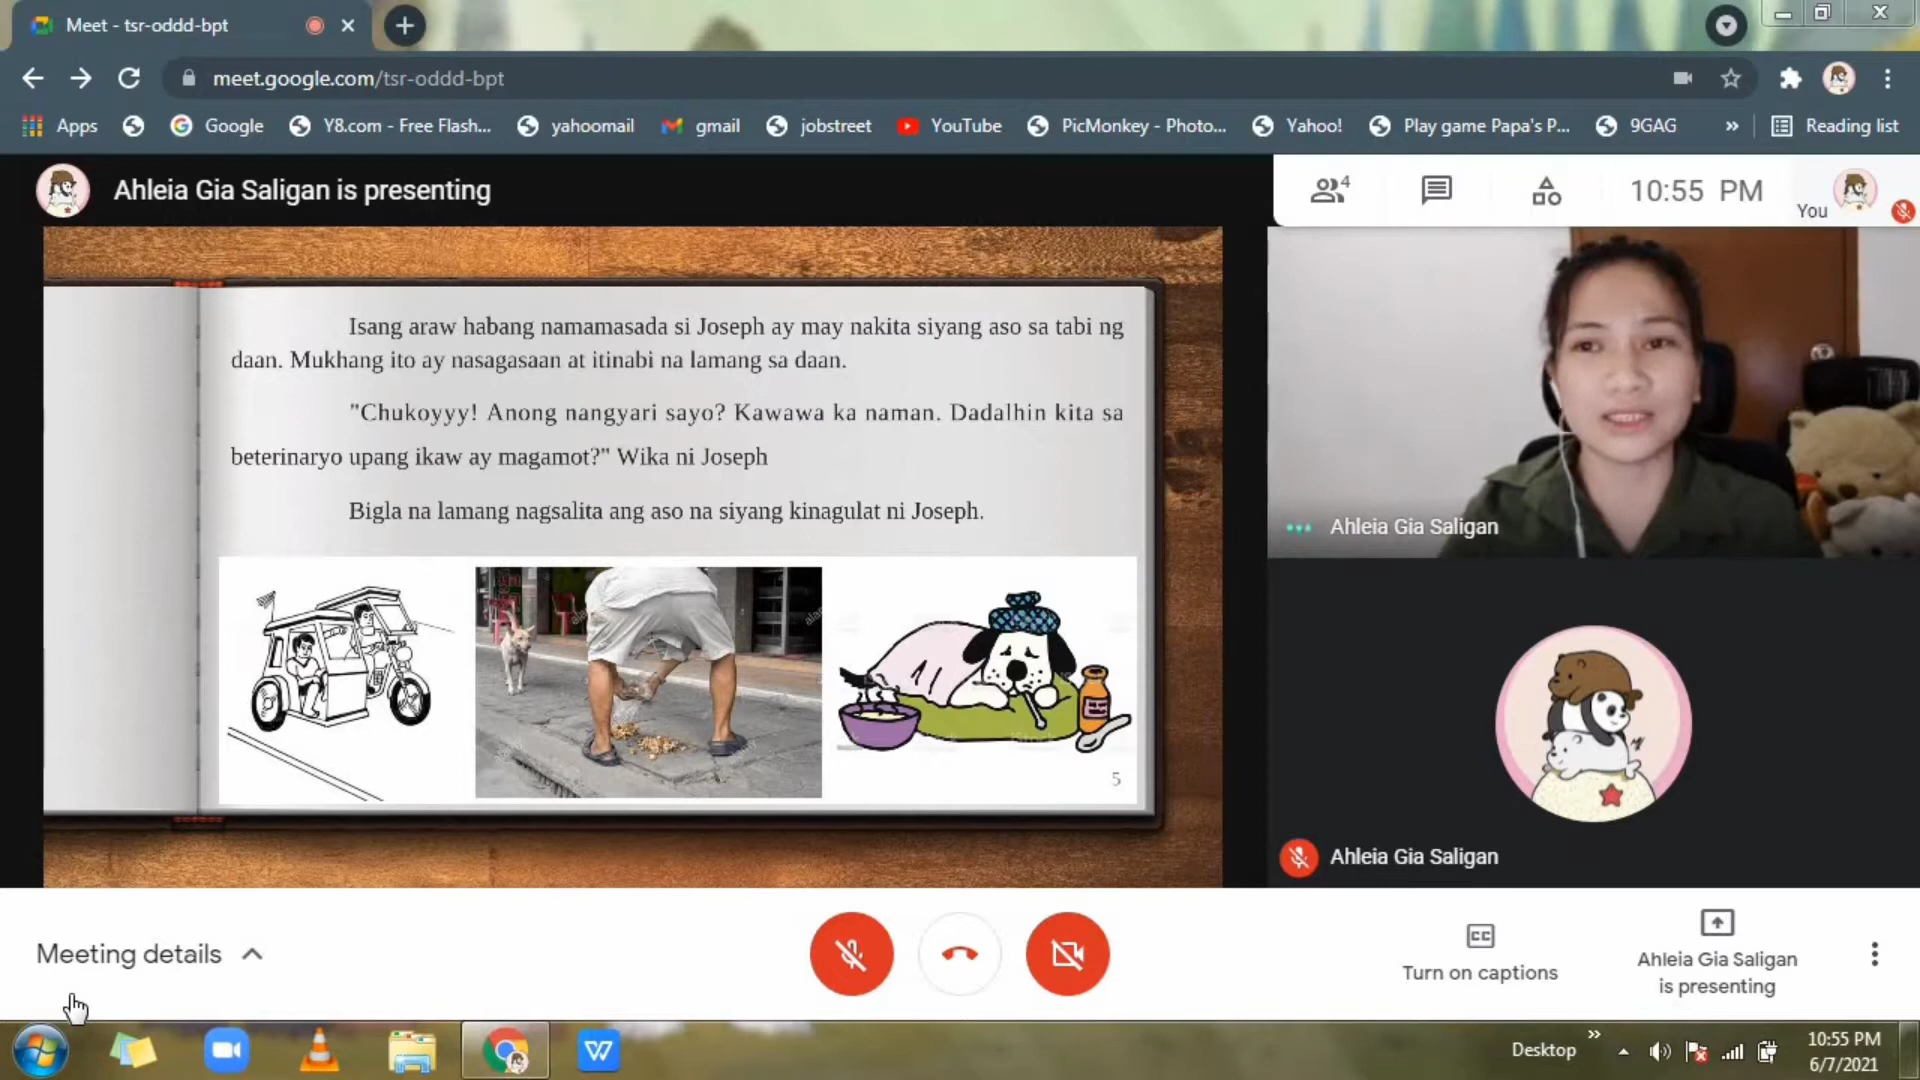 Meet - tsr-oddd-bpt
meet.google.com/tsr-oddd-bpt
Apps
Google
Y8.com - Free Flash...
yahoomail
gmail
jobstreet
YouTube
PicMonkey - Photo...
Yahoo!
Play game Papa's P...
9GAG
»
Reading list
Ahleia Gia Saligan is presenting
4
10:55 PM
You
Isang araw habang namamasada si Joseph ay may nakita siyang aso sa tabi ng
daan. Mukhang ito ay nasagasaan at itinabi na lamang sa daan.
"Chukoyyy! Anong nangyari sayo? Kawawa ka naman. Dadalhin kita sa
beterinaryo upang ikaw ay magamot?" Wika ni Joseph
Bigla na lamang nagsalita ang aso na siyang kinagulat ni Joseph.
5
Ahleia Gia Saligan
Ahleia Gia Saligan
Meeting details
CC
Turn on captions
Ahleia Gia Saligan
is presenting
W
Desktop
»
10:55 PM
6/7/2021